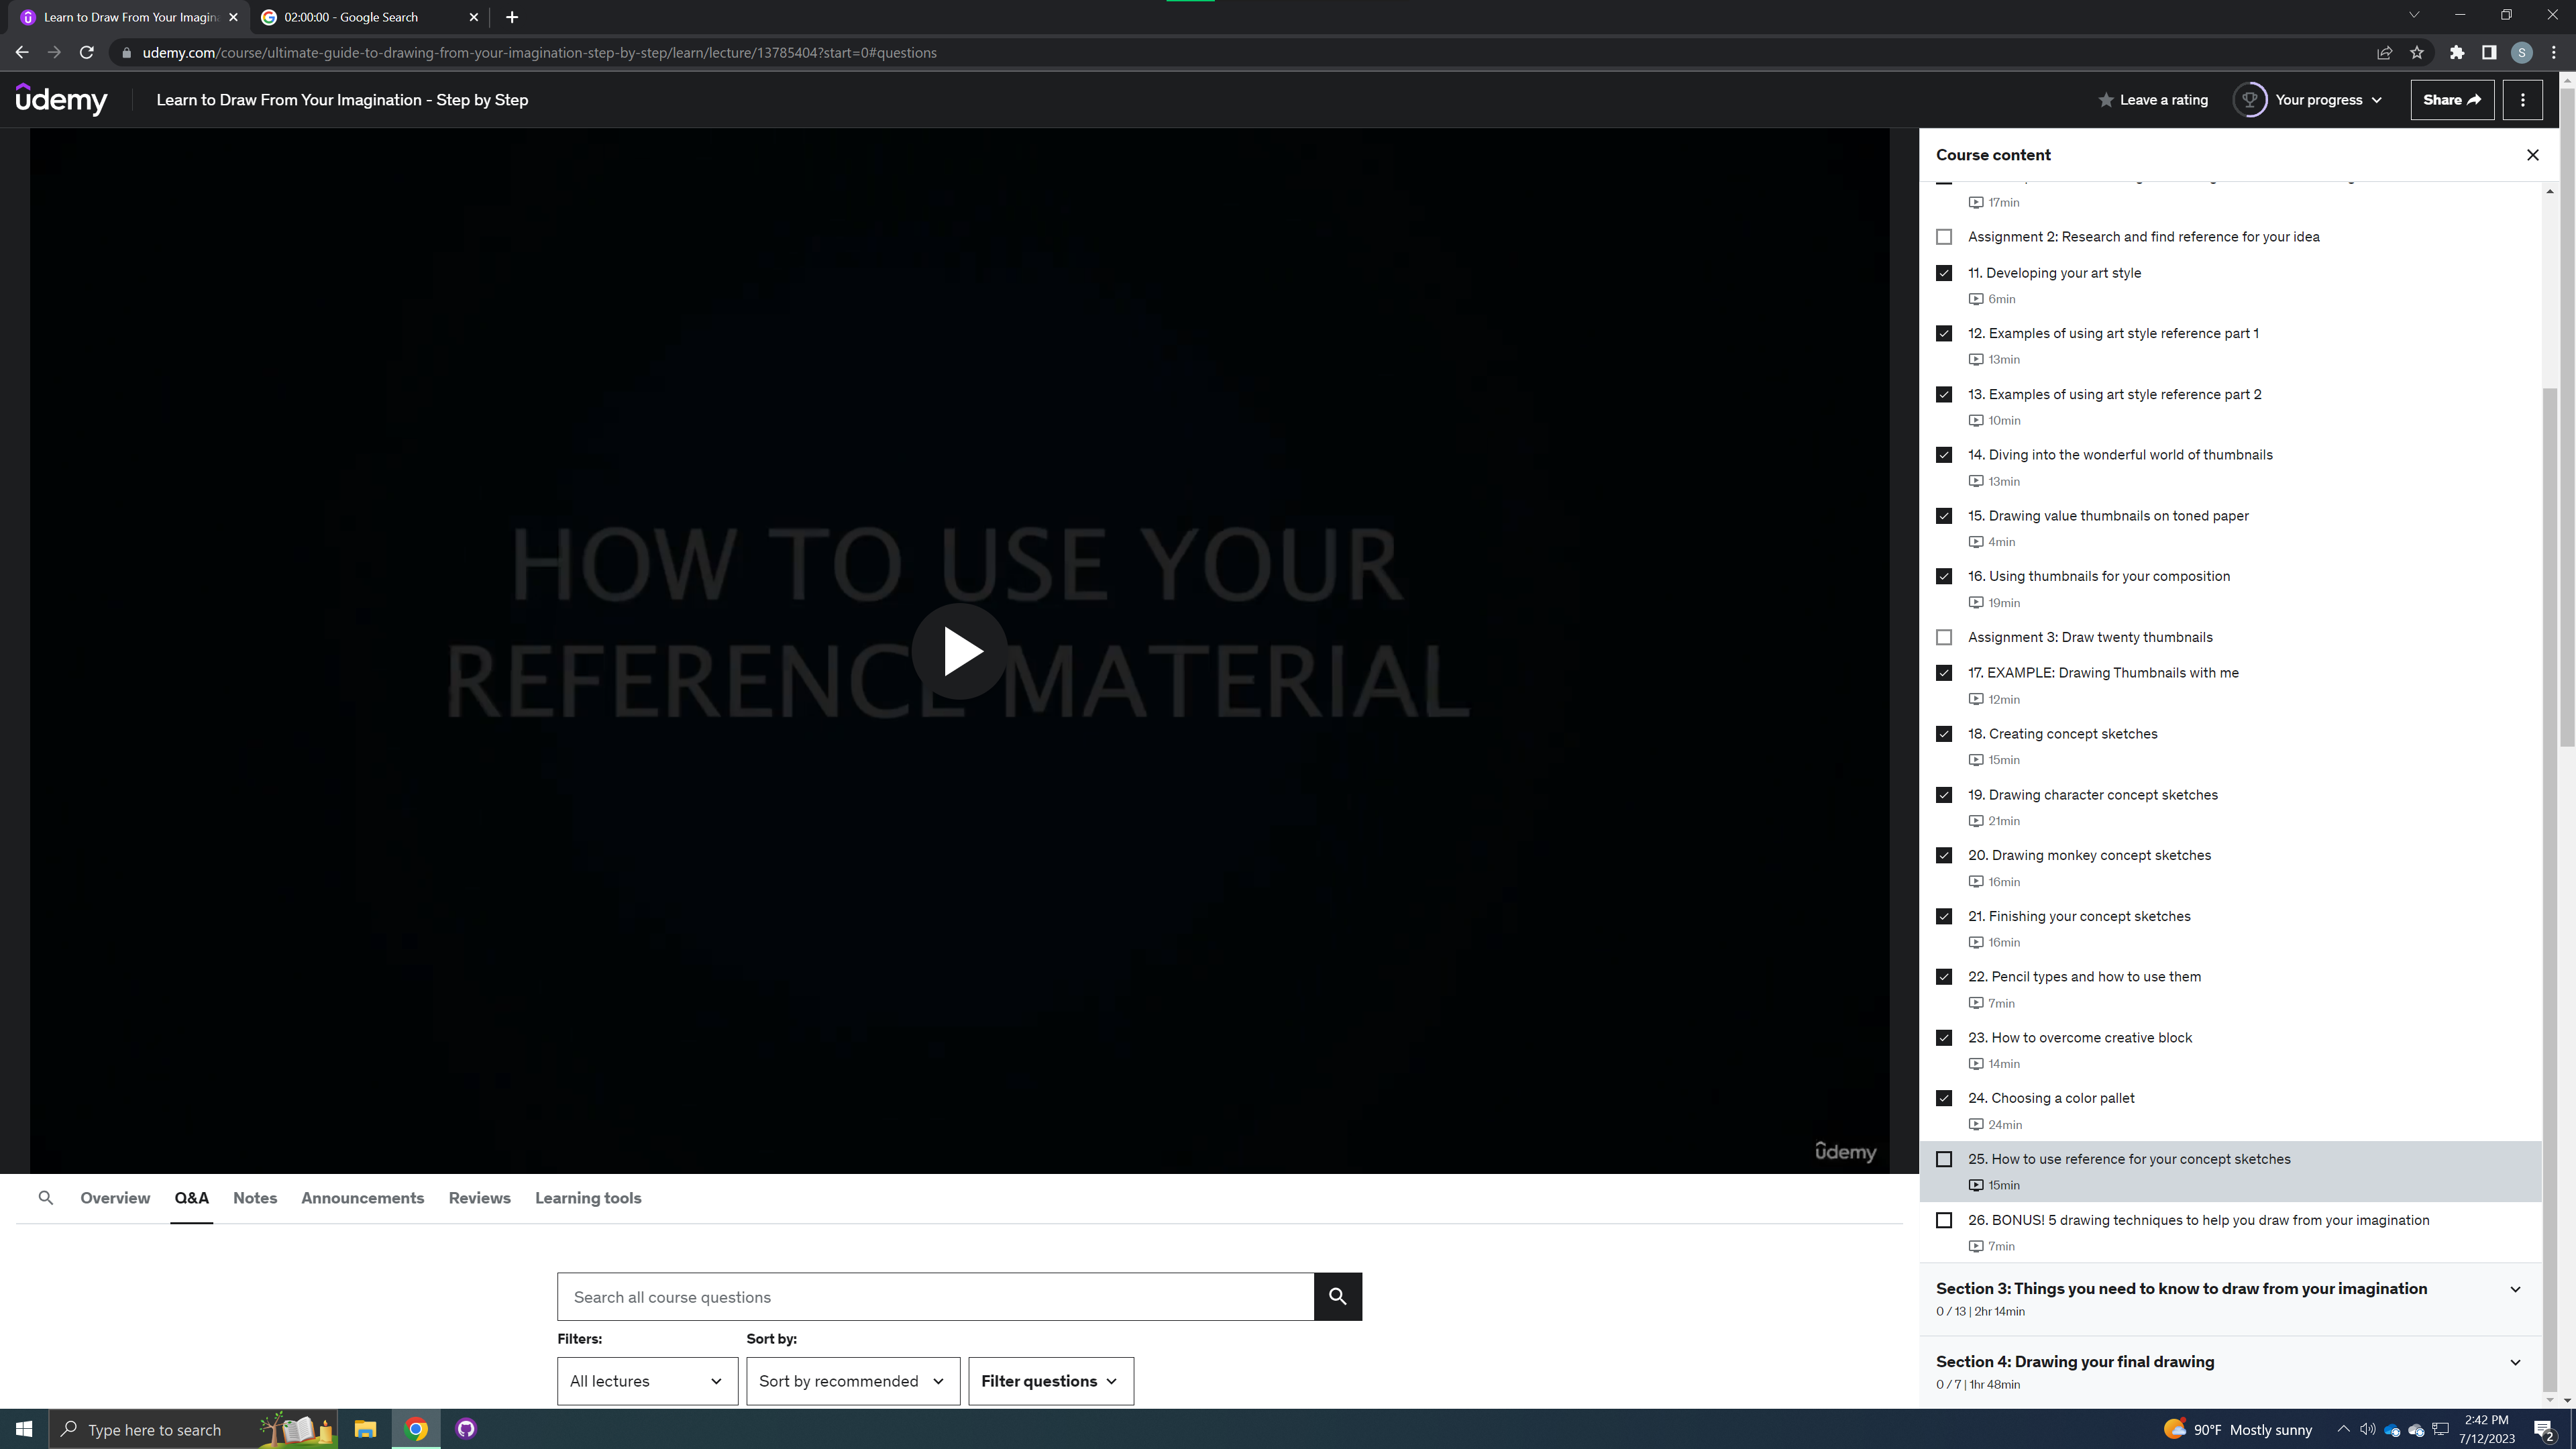 Learn to Draw From Your Imagin
02:00:00 - Google Search
udemy.com/course/ultimate-guide-to-drawing-from-your-imagination-step-by-step/learn/lecture/13785404?start=0#questions
S
udemy
Learn to Draw From Your Imagination - Step by Step
Leave a rating
Your progress
Share
HOW TO USE YOUR
REFERENCE MATERIAL
udemy
Course content
17min
Assignment 2: Research and find reference for your idea
11. Developing your art style
6min
12. Examples of using art style reference part 1
13min
13. Examples of using art style reference part 2
10min
14. Diving into the wonderful world of thumbnails
13min
15. Drawing value thumbnails on toned paper
4min
16. Using thumbnails for your composition
19min
Assignment 3: Draw twenty thumbnails
17. EXAMPLE: Drawing Thumbnails with me
12min
18. Creating concept sketches
15min
19. Drawing character concept sketches
21min
20. Drawing monkey concept sketches
16min
21. Finishing your concept sketches
16min
22. Pencil types and how to use them
7min
23. How to overcome creative block
14min
24. Choosing a color pallet
24min
25. How to use reference for your concept sketches
15min
26. BONUS! 5 drawing techniques to help you draw from your imagination
7min
Section 3: Things you need to know to draw from your imagination
0 / 13 | 2hr 14min
Section 4: Drawing your final drawing
0 / 7 | 1hr 48min
Overview
Q&A
Notes
Announcements
Reviews
Learning tools
Search all course questions
Filters:
Sort by:
All lectures
Sort by recommended
Filter questions
Type here to search
90°F Mostly sunny
2:42 PM
7/12/2023
2